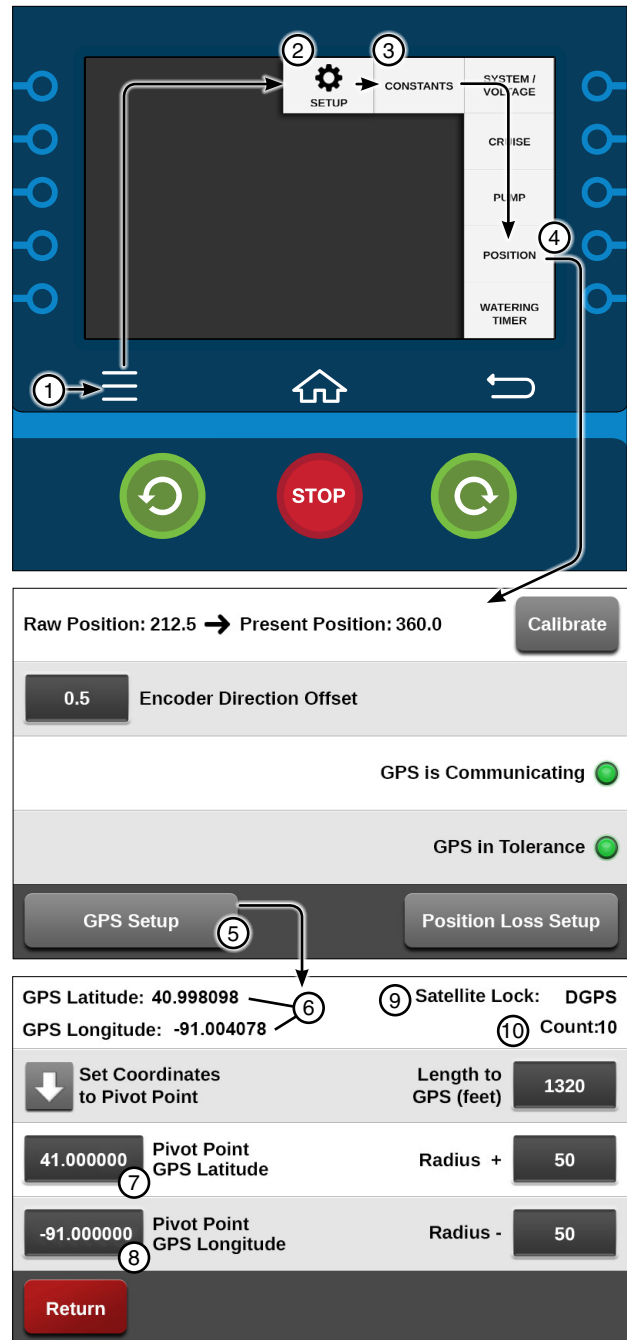 2
3
SETUP
CONSTANTS
SYSTEM /
VOLTAGE
CRUISE
PUMP
4
POSITION
WATERING
TIMER
1
STOP
Raw Position: 212.5 ➔ Present Position: 360.0
Calibrate
0.5
Encoder Direction Offset
GPS is Communicating
GPS in Tolerance
GPS Setup
5
Position Loss Setup
GPS Latitude: 40.998098
6
9
Satellite Lock: DGPS
GPS Longitude: -91.004078
10
Count:10
Set Coordinates
to Pivot Point
Length to
GPS (feet)
1320
41.000000
7
Pivot Point
GPS Latitude
Radius +
50
-91.000000
8
Pivot Point
GPS Longitude
Radius -
50
Return